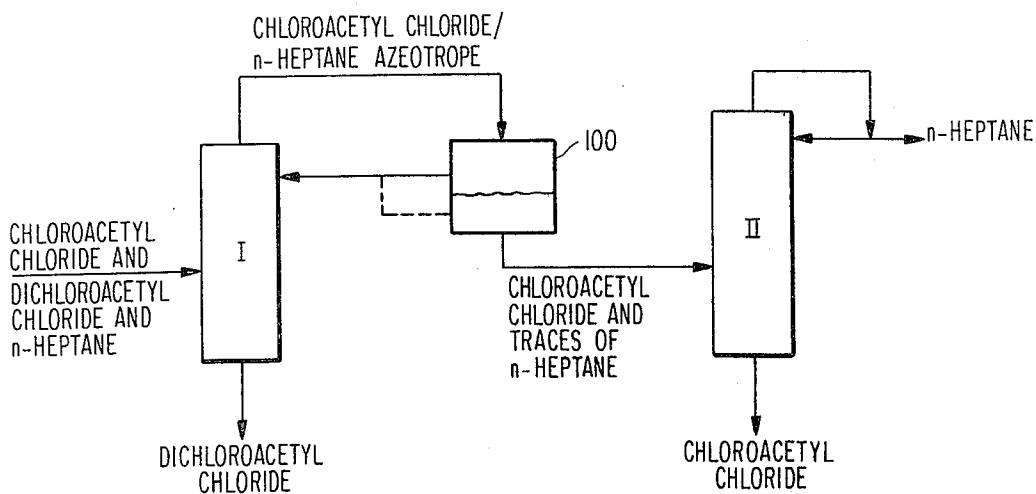 CHLOROACETYL CHLORIDE/
n-HEPTANE AZEOTROPE
100
n-HEPTANE
I
II
CHLOROACETYL
CHLORIDE AND
DICHLOROACETYL
CHLORIDE AND
n-HEPTANE
CHLOROACETYL
CHLORIDE AND
TRACES OF
n-HEPTANE
DICHLOROACETYL
CHLORIDE
CHLOROACETYL
CHLORIDE